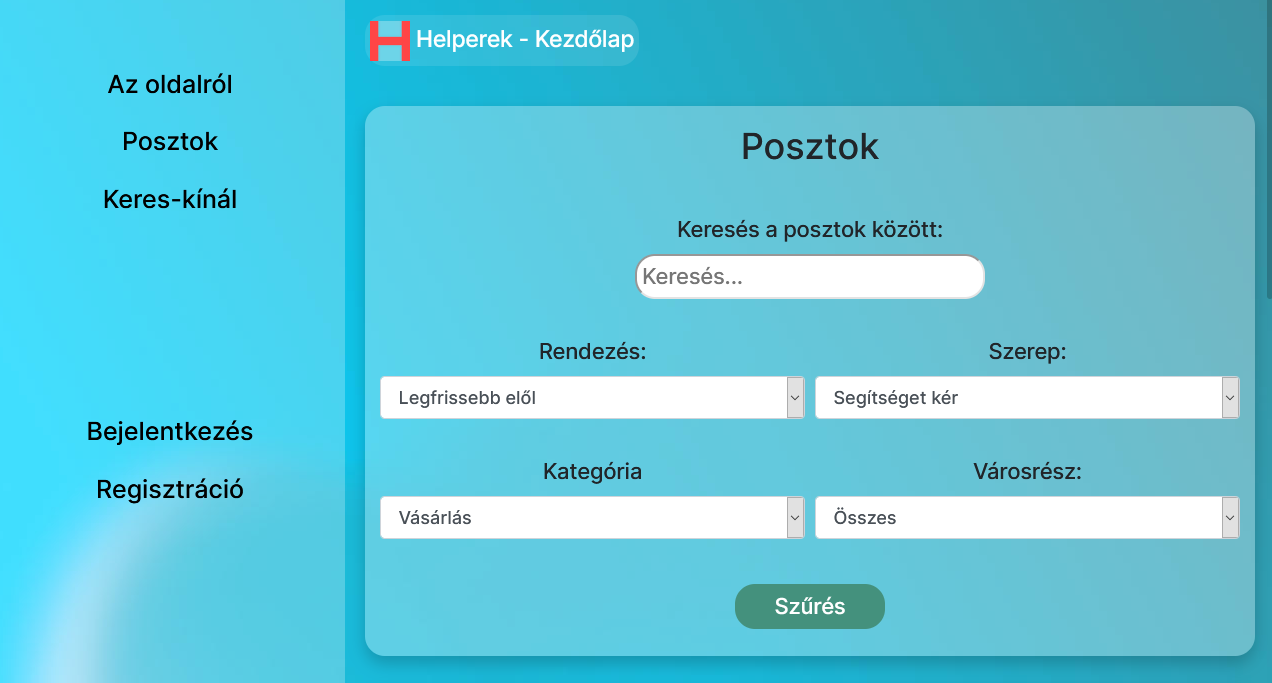 Az oldalról
Posztok
Keres-kínál
Bejelentkezés
Regisztráció
Helperek - Kezdőlap
Posztok
Keresés a posztok között:
Keresés...
Rendezés:
Legfrissebb elől
Szerep:
Segítséget kér
Kategória
Vásárlás
Városrész:
Összes
Szűrés